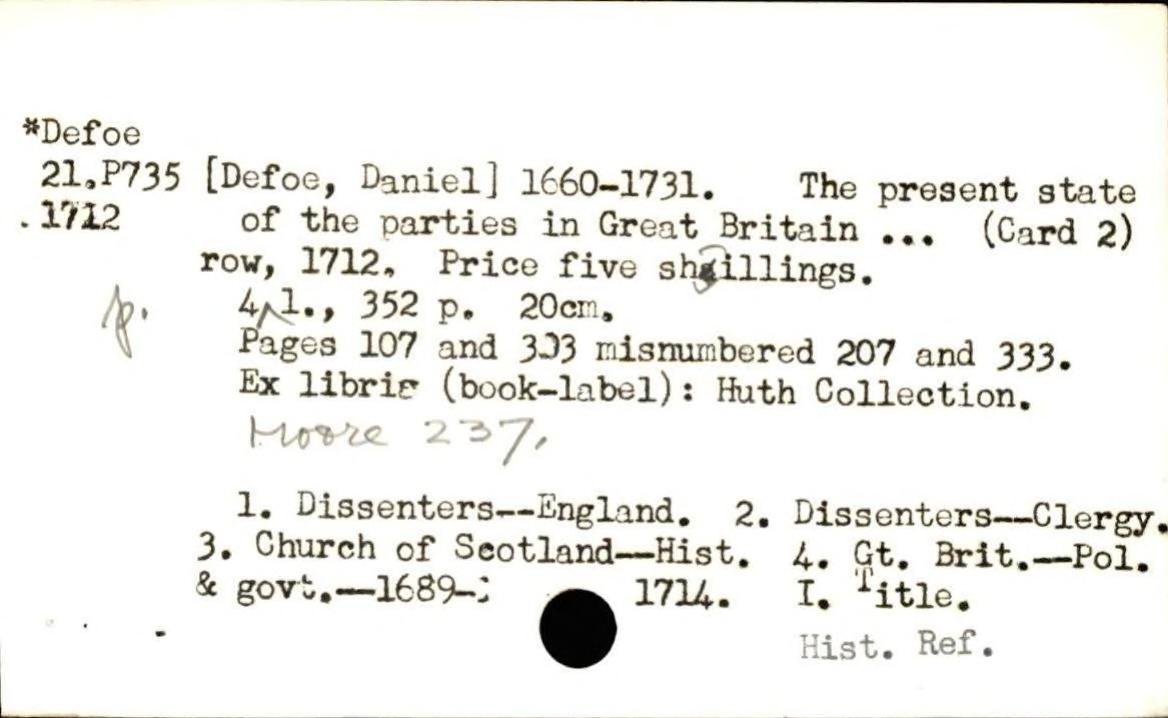 *Defoe
21.P735 [Defoe, Daniel] 1660-1731. The present state
.1712 of the parties in Great Britain ... (Card 2)
row, 1712. Price five shillings.
p.
4 l., 352 p. 20cm.
Pages 107 and 303 misnumbered 207 and 333.
Ex libris (book-label): Huth Collection.
Moore 237.
1. Dissenters--England. 2. Dissenters--Clergy.
3. Church of Scotland--Hist. 4. Gt. Brit.--Pol.
& govt.--1689- 1714. I. Title.
Hist. Ref.